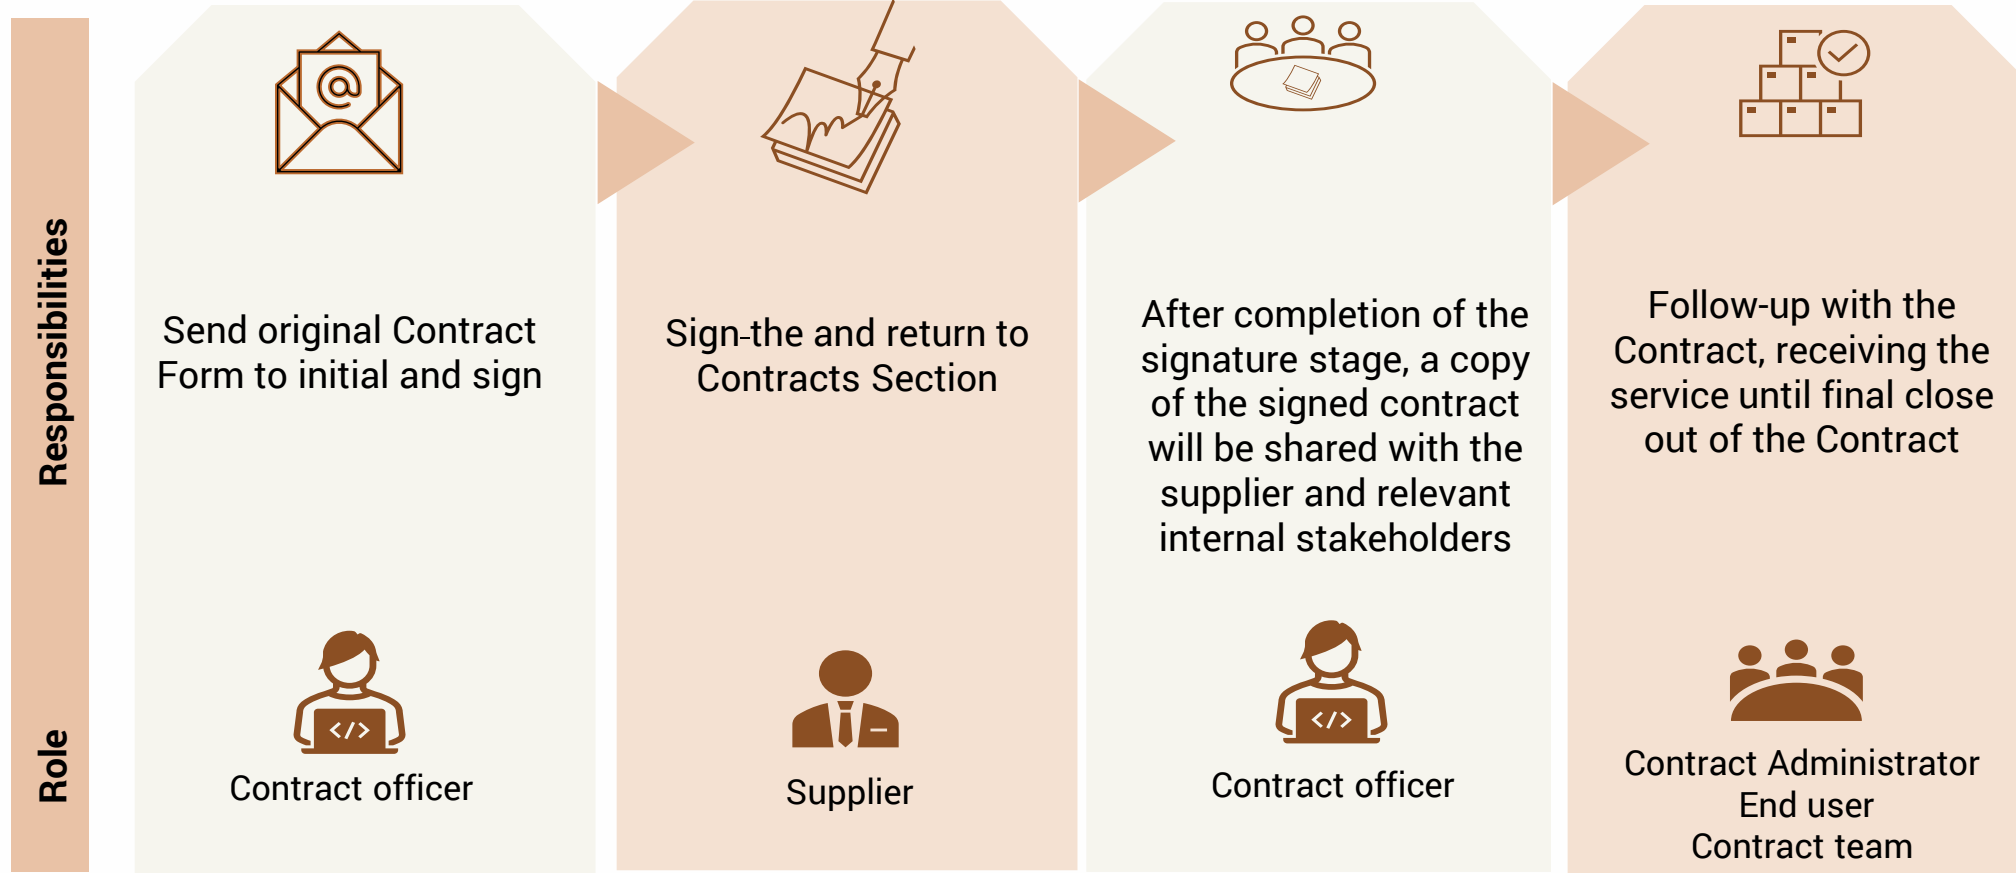 Responsibilities
Send original Contract
Form to initial and sign
Sign-the and return to
Contracts Section
After completion of the
signature stage, a copy
of the signed contract
will be shared with the
supplier and relevant
internal stakeholders
Follow-up with the
Contract, receiving the
service until final close
out of the Contract
Role
Contract officer
Supplier
Contract officer
Contract Administrator
End user
Contract team